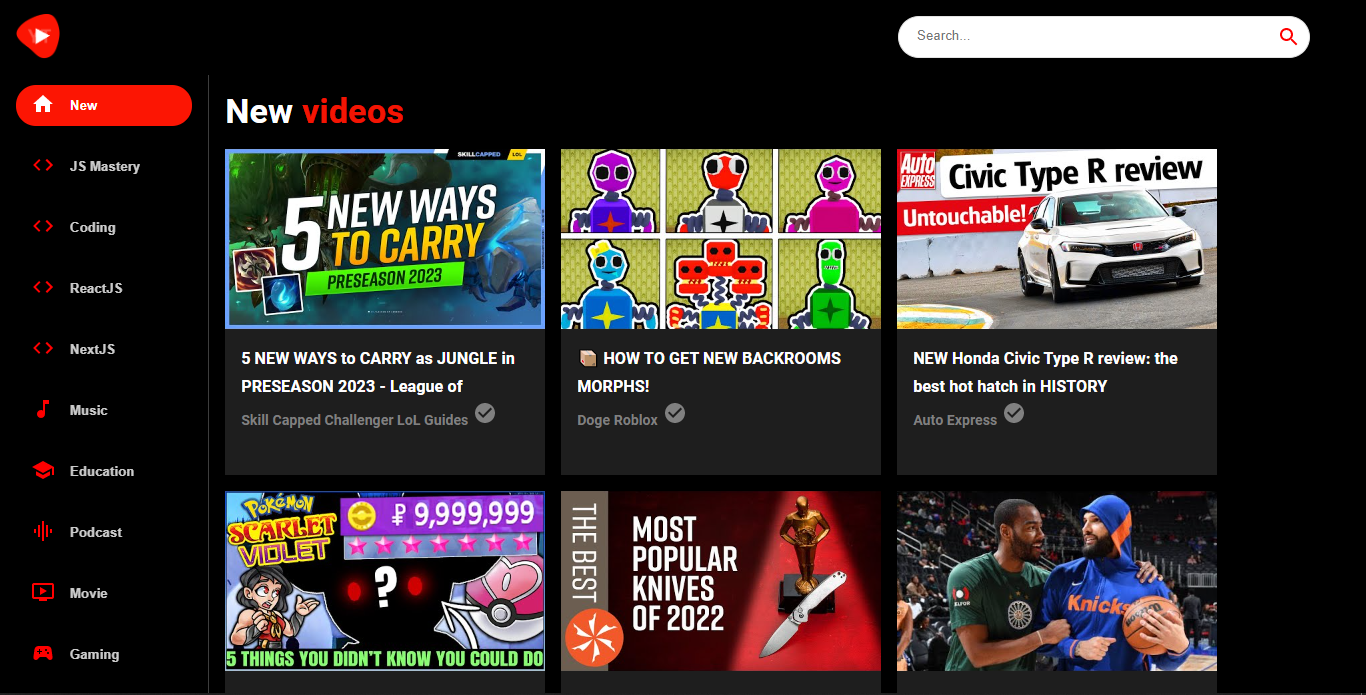 Search...
New
JS Mastery
Coding
ReactJS
NextJS
Music
Education
Podcast
Movie
Gaming
New videos
SKILLCAPPED LOL
5 NEW WAYS
TO CARRY
PRESEASON 2023
5 NEW WAYS to CARRY as JUNGLE in
PRESEASON 2023 - League of
Skill Capped Challenger LoL Guides
HOW TO GET NEW BACKROOMS
MORPHS!
Doge Roblox
Auto
EXPRESS
Civic Type R review
Untouchable!
NEW Honda Civic Type R review: the
best hot hatch in HISTORY
Auto Express
POKéMON
SCARLET
VIOLET
₽ 9,999,999
?
5 THINGS YOU DIDN'T KNOW YOU COULD DO
THE BEST
MOST
POPULAR
KNIVES
OF 2022
ELFOR
Knicks